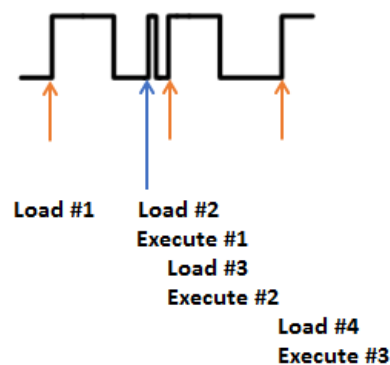 Load #1
Load #2
Execute #1
Load #3
Execute #2
Load #4
Execute #3